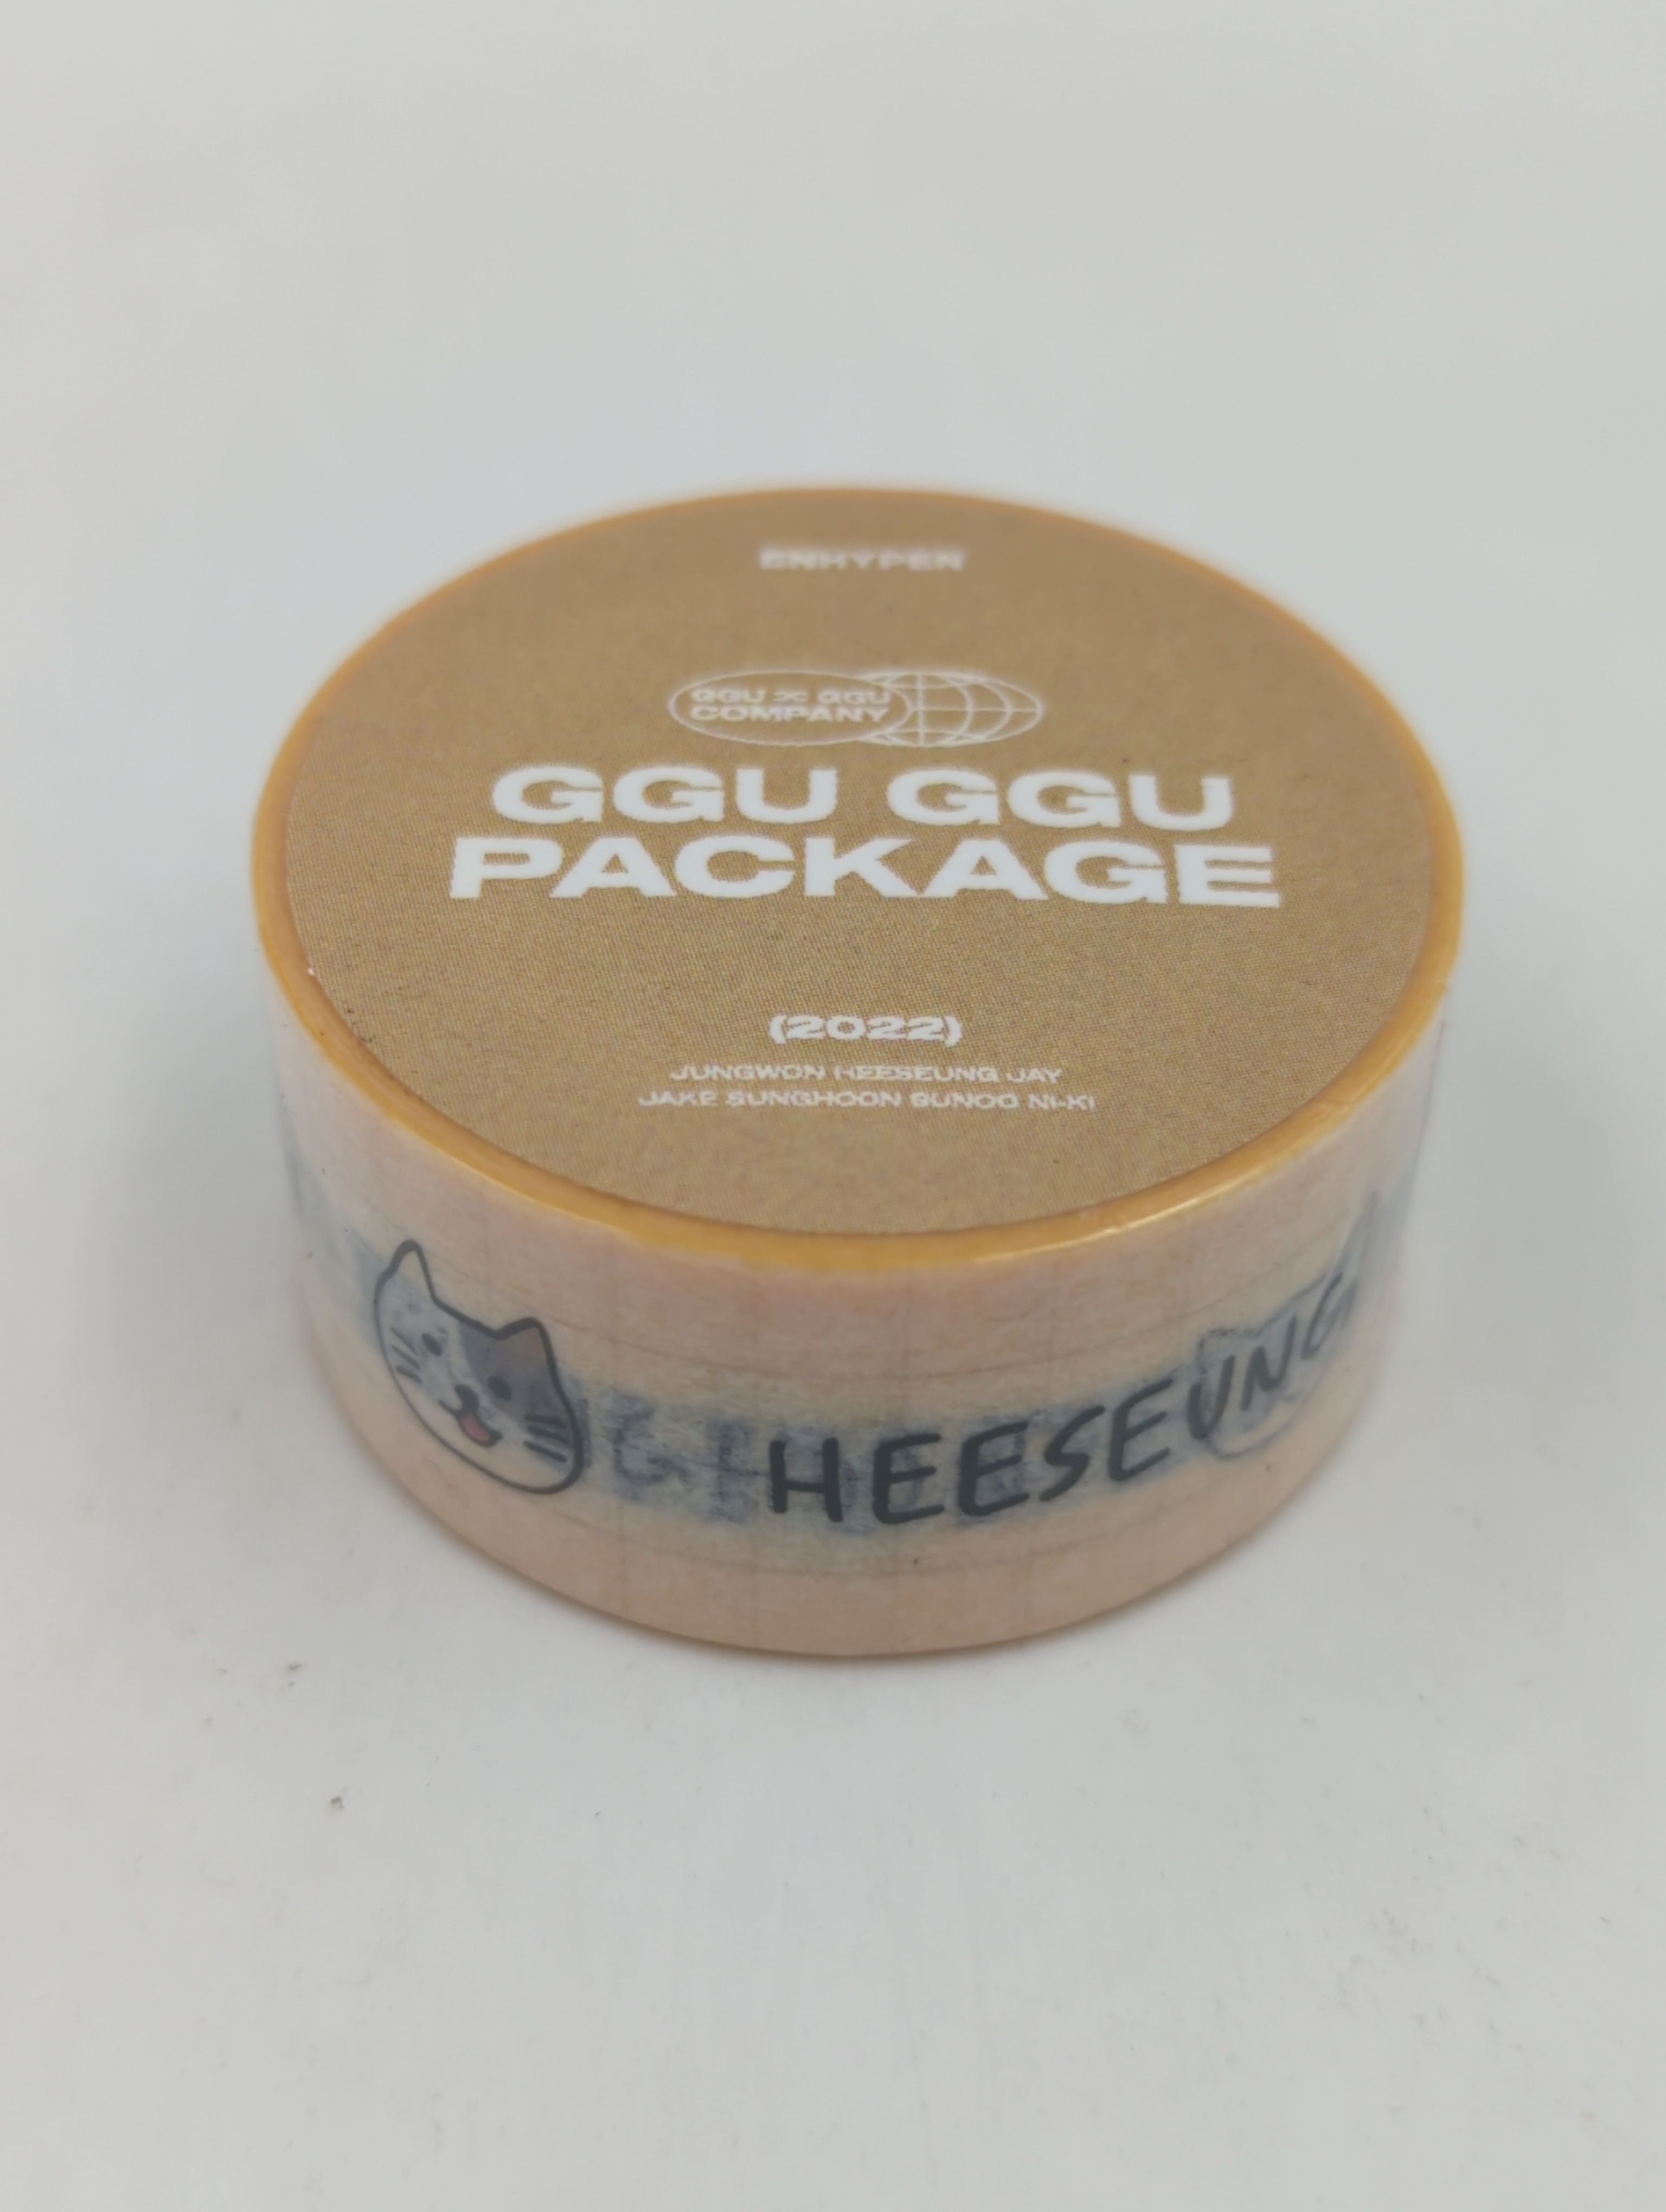 ENHYPEN
GGU X GGU
COMPANY
GGU GGU
PACKAGE
(2022)
JUNGWON HEESEUNG JAY
JAKE SUNGHOON SUNOO NI-KI
HEESEUNG